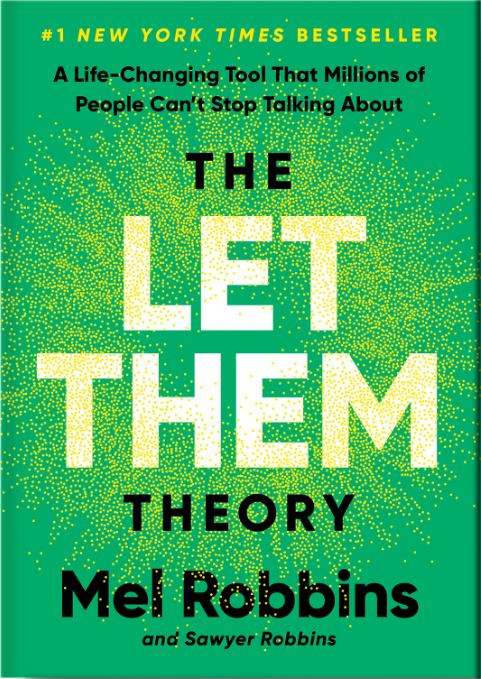 #1 NEW YORK TIMES BESTSELLER
A Life-Changing Tool That Millions of
People Can't Stop Talking About
THE
LET
THEM
THEORY
Mel Robbins
and Sawyer Robbins